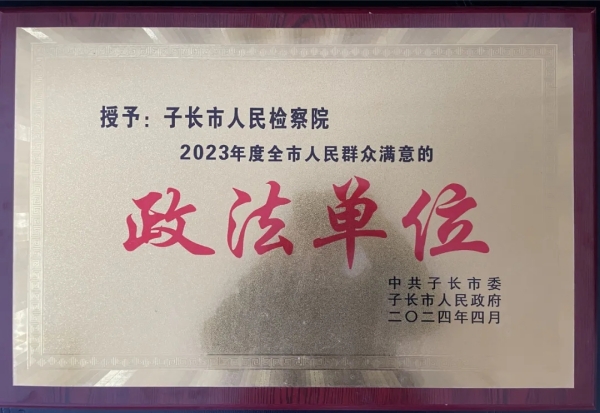 授予：子长市人民检察院
2023年度全市人民群众满意的
政法单位
中共子长市委
子长市人民政府
二〇二四年四月